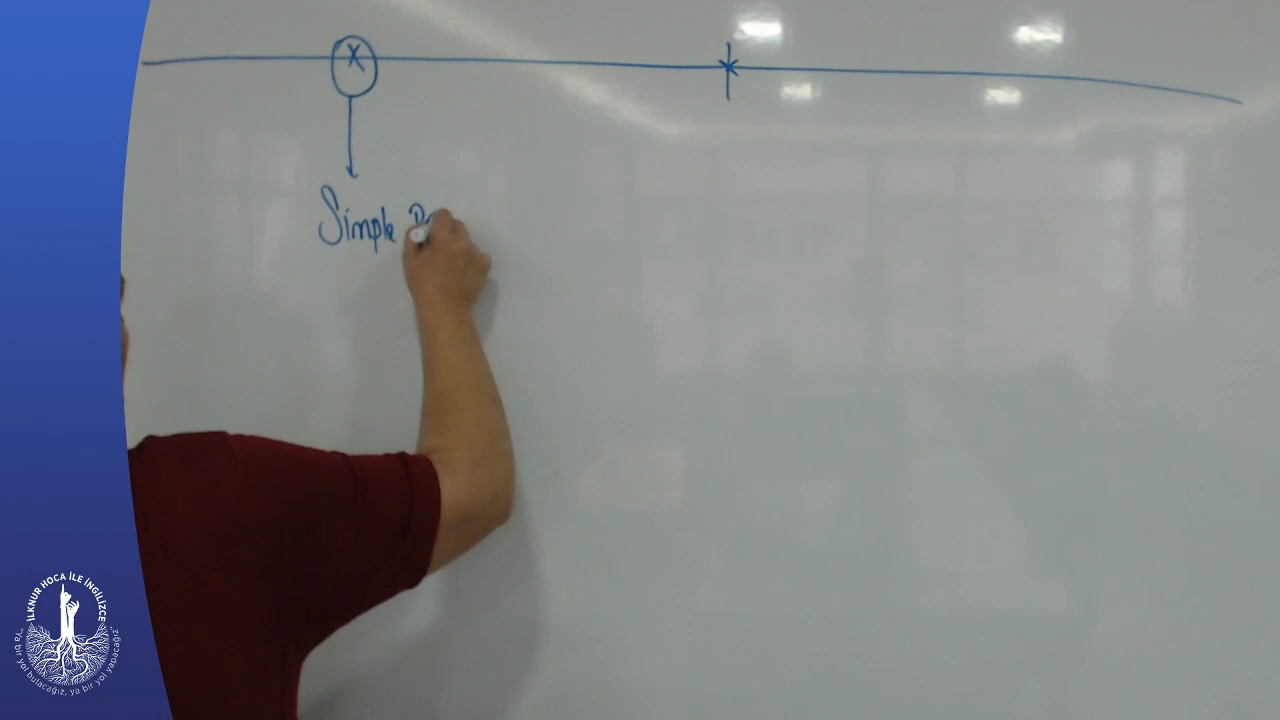 x
Simple
İLKNUR HOCA İLE İNGİLİZCE
"Ya bir yol bulacağız, ya bir yol yapacağız"